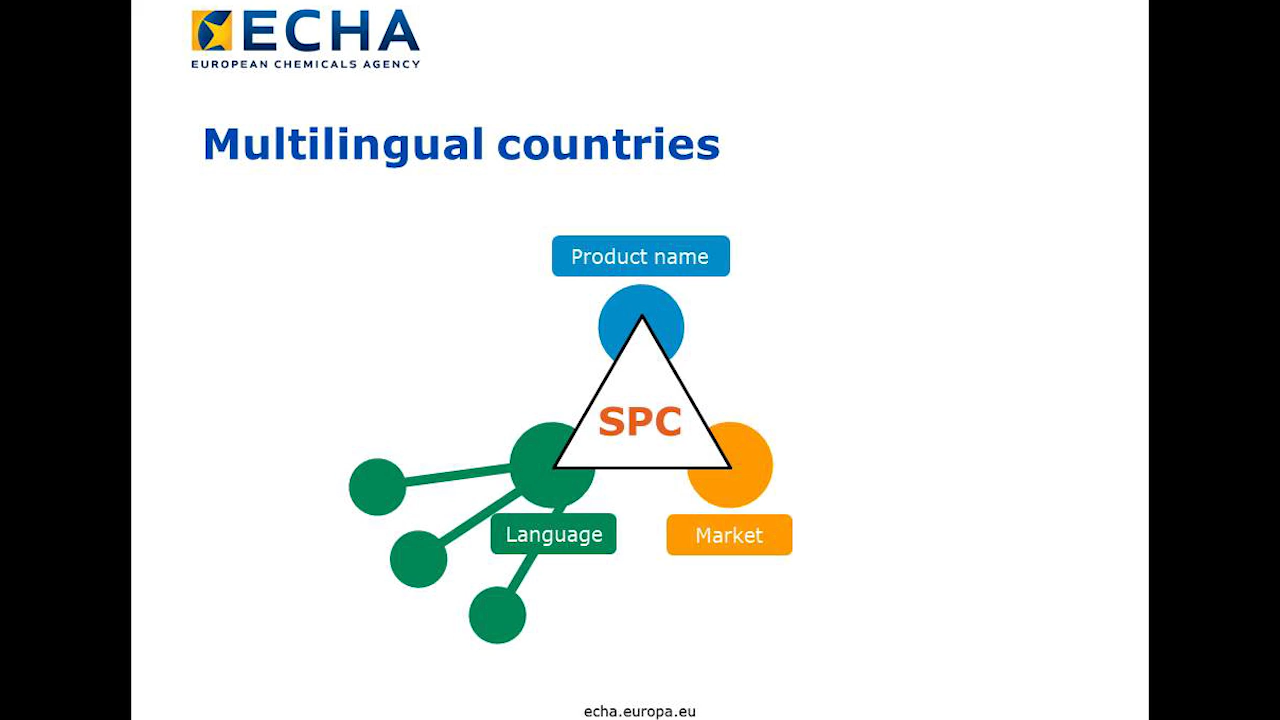 ECHA
EUROPEAN CHEMICALS AGENCY
Multilingual countries
Product name
SPC
Language
Market
echa.europa.eu